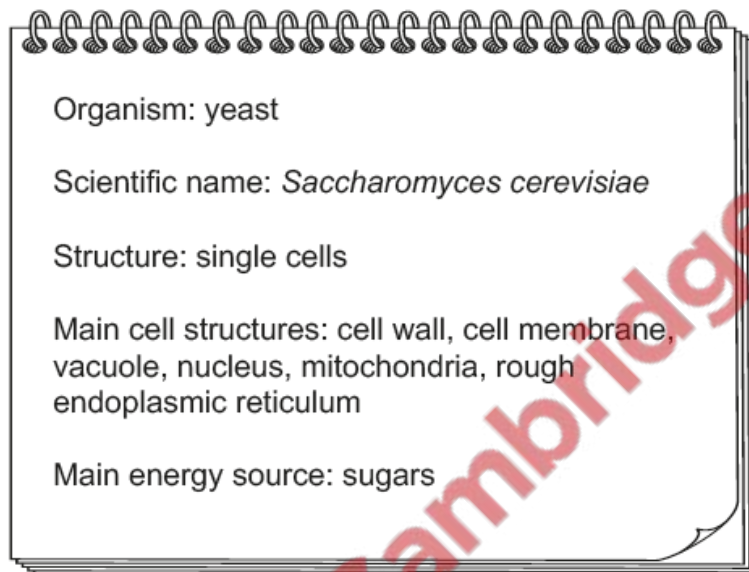 Organism: yeast
Scientific name: Saccharomyces cerevisiae
Structure: single cells
Main cell structures: cell wall, cell membrane,
vacuole, nucleus, mitochondria, rough
endoplasmic reticulum
Main energy source: sugars
ambridge